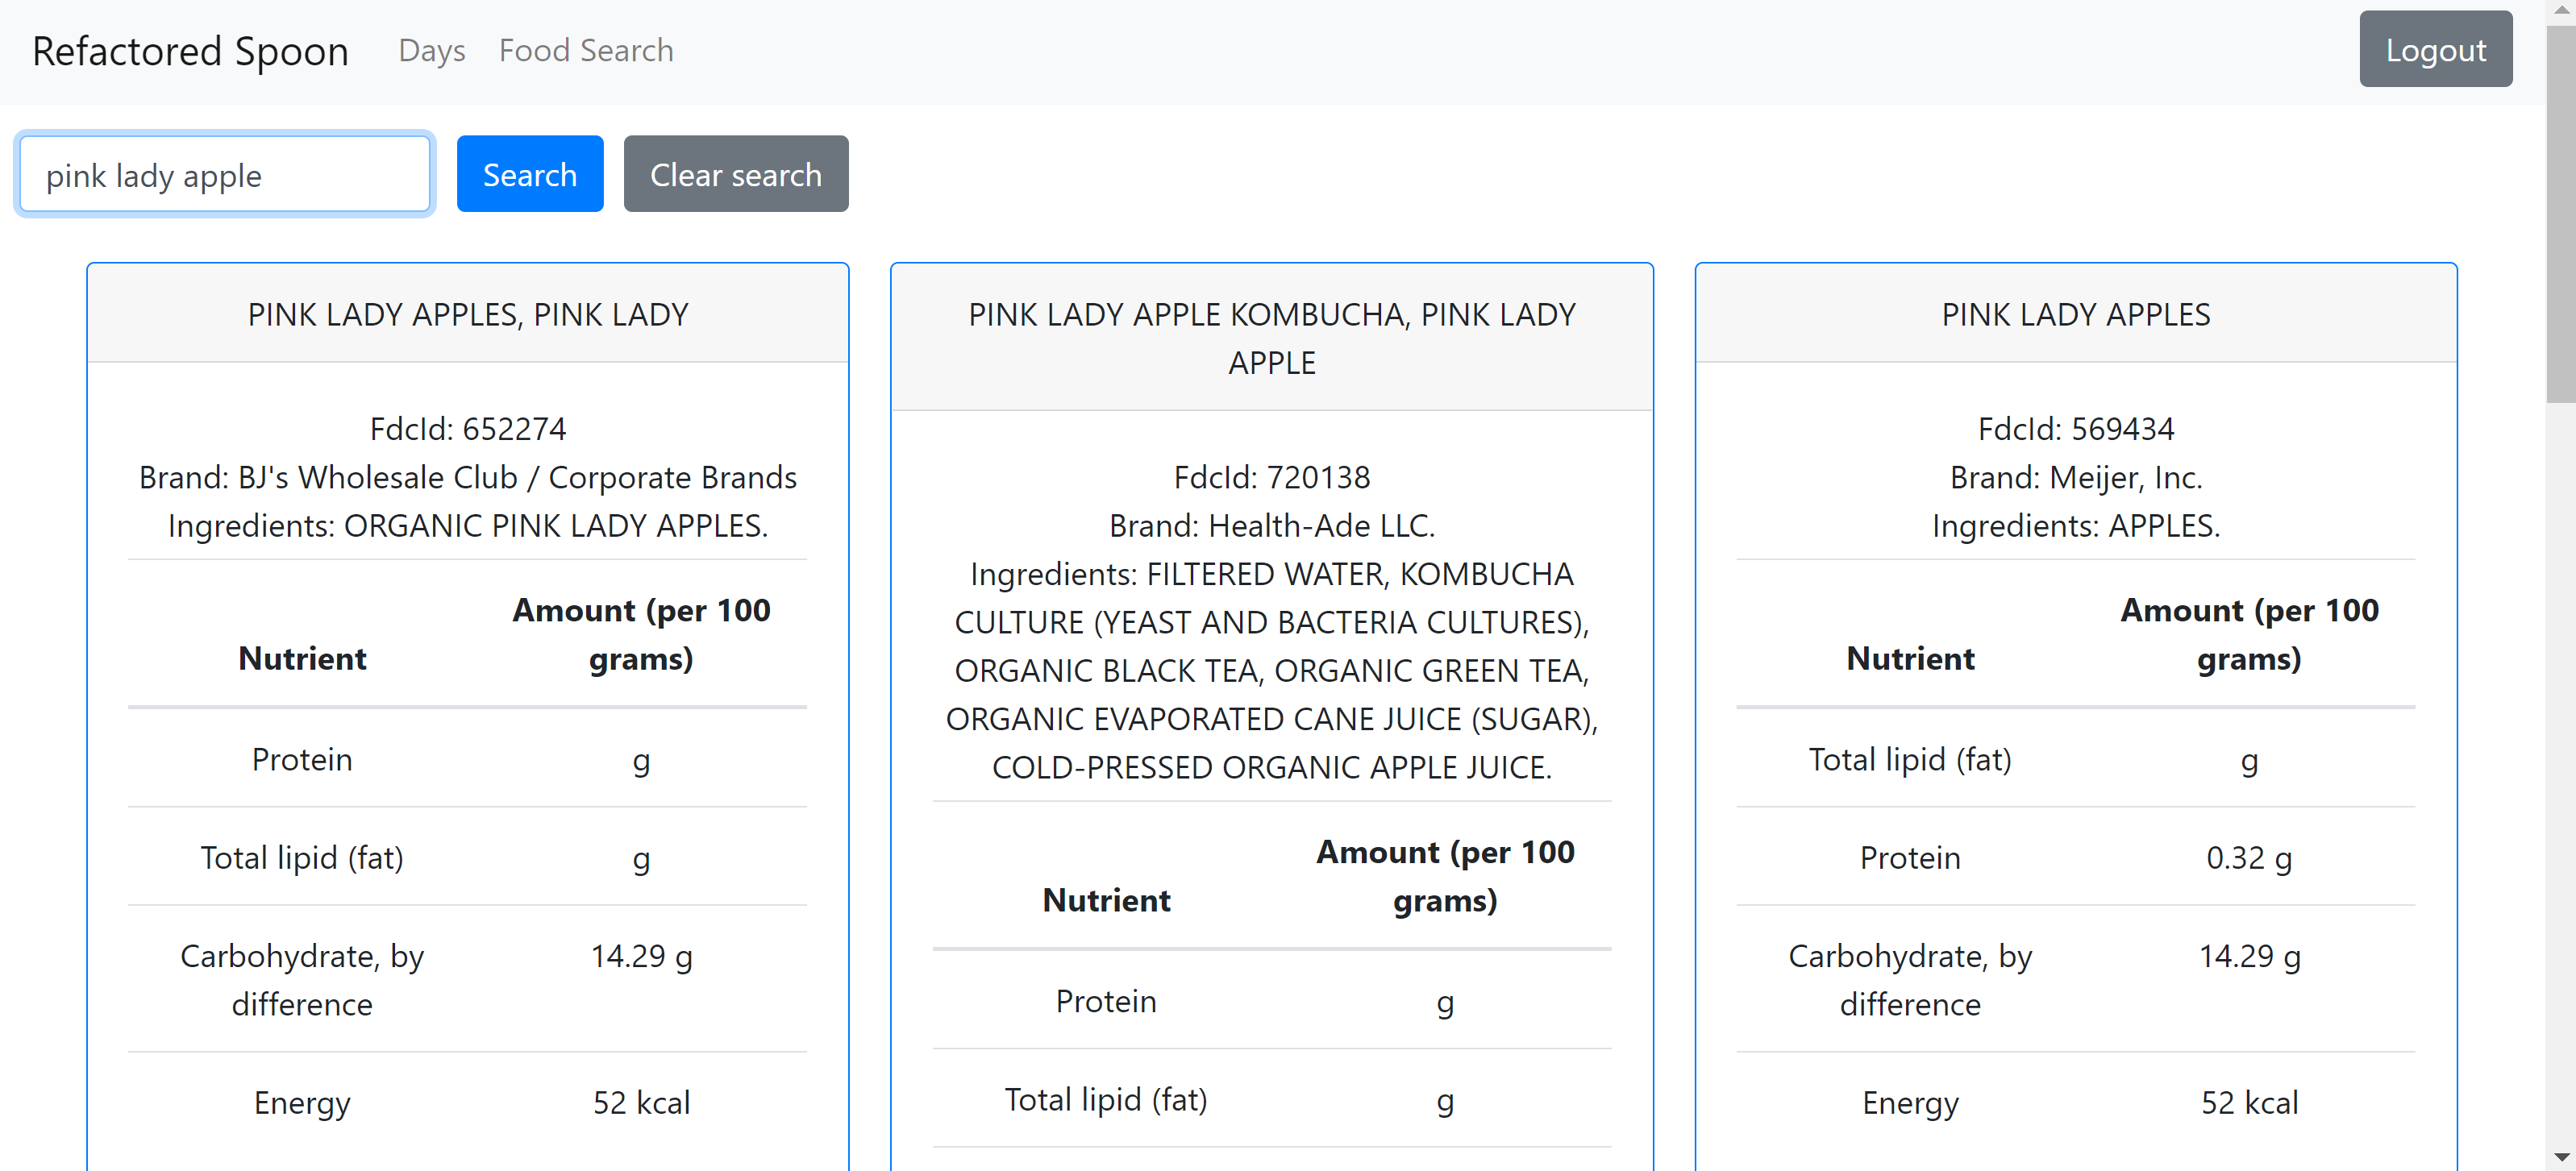 Refactored Spoon Days Food Search Logout
pink lady apple Search Clear search
PINK LADY APPLES, PINK LADY
FdcId: 652274
Brand: BJ's Wholesale Club / Corporate Brands
Ingredients: ORGANIC PINK LADY APPLES.
Nutrient Amount (per 100
grams)
Protein g
Total lipid (fat) g
Carbohydrate, by 14.29 g
difference
Energy 52 kcal
PINK LADY APPLE KOMBUCHA, PINK LADY
APPLE
FdcId: 720138
Brand: Health-Ade LLC.
Ingredients: FILTERED WATER, KOMBUCHA
CULTURE (YEAST AND BACTERIA CULTURES),
ORGANIC BLACK TEA, ORGANIC GREEN TEA,
ORGANIC EVAPORATED CANE JUICE (SUGAR),
COLD-PRESSED ORGANIC APPLE JUICE.
Nutrient Amount (per 100
grams)
Protein g
Total lipid (fat) g
PINK LADY APPLES
FdcId: 569434
Brand: Meijer, Inc.
Ingredients: APPLES.
Nutrient Amount (per 100
grams)
Total lipid (fat) g
Protein 0.32 g
Carbohydrate, by 14.29 g
difference
Energy 52 kcal